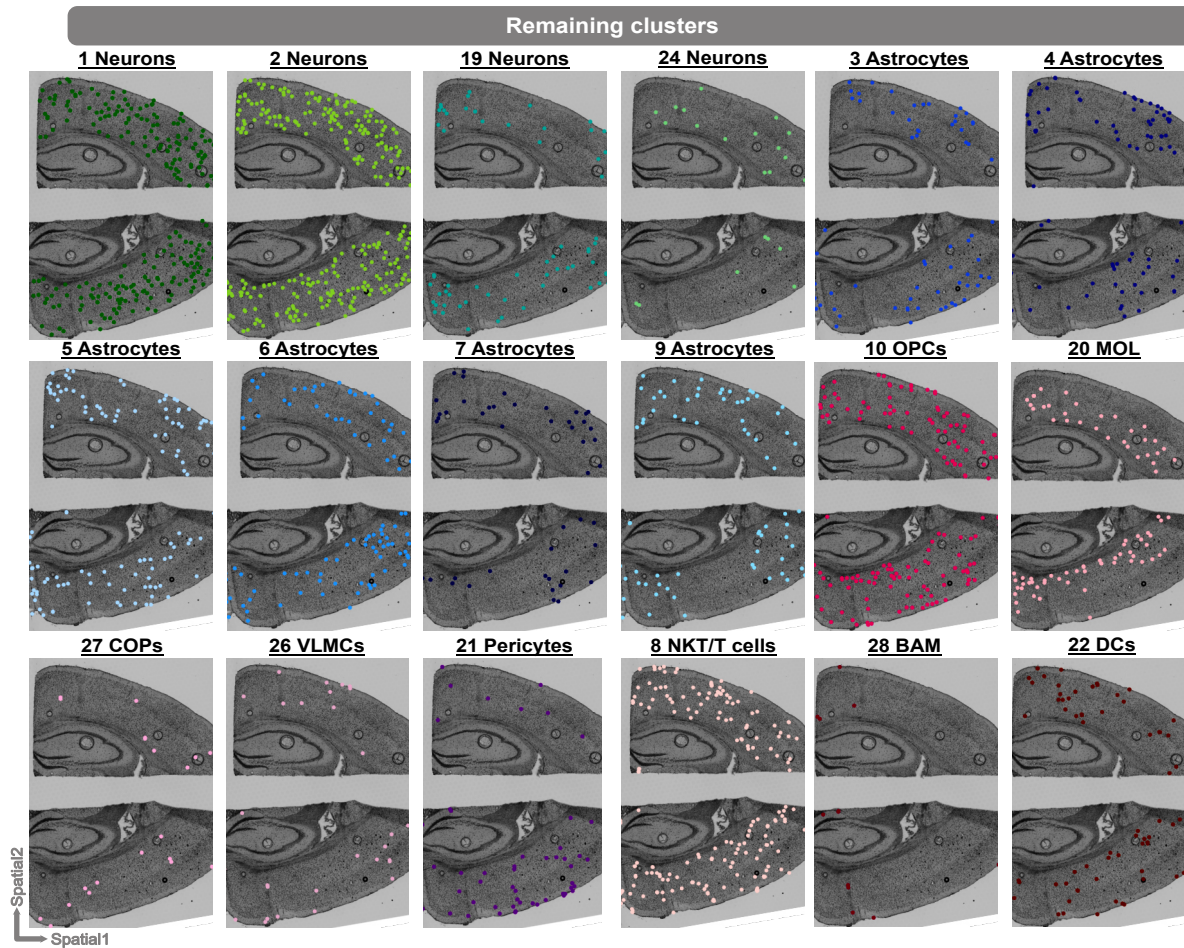 Remaining clusters
1 Neurons
2 Neurons
19 Neurons
24 Neurons
3 Astrocytes
4 Astrocytes
5 Astrocytes
6 Astrocytes
7 Astrocytes
9 Astrocytes
10 OPCs
20 MOL
27 COPs
26 VLMCs
21 Pericytes
8 NKT/T cells
28 BAM
22 DCs
Spatial2
Spatial1